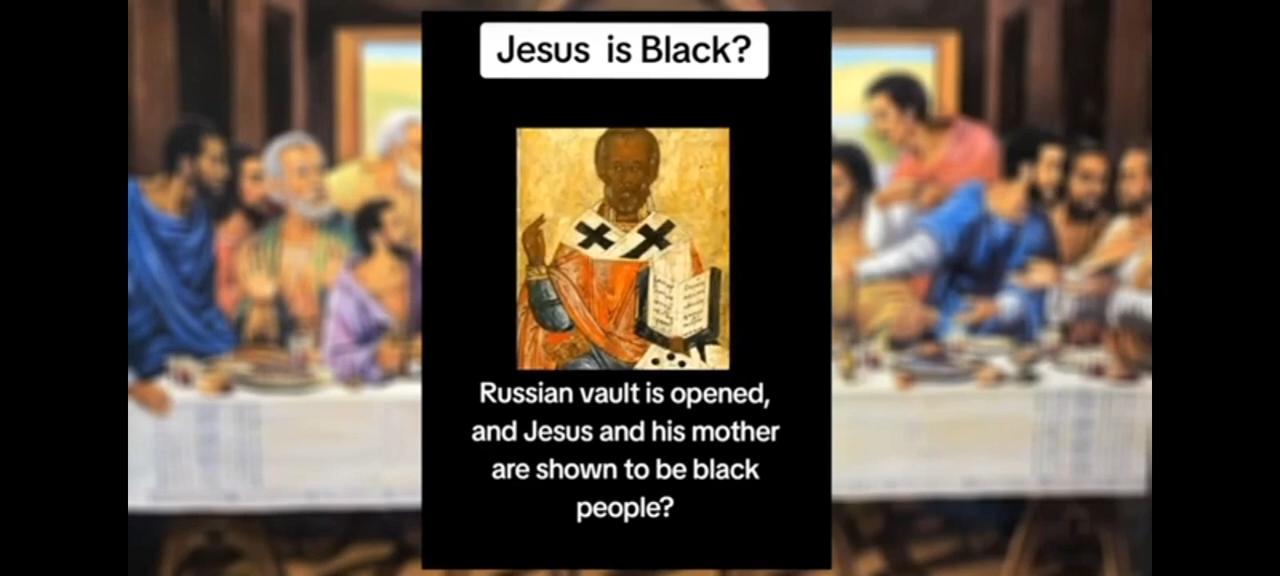 Jesus is Black?
Russian vault is opened,
and Jesus and his mother
are shown to be black
people?